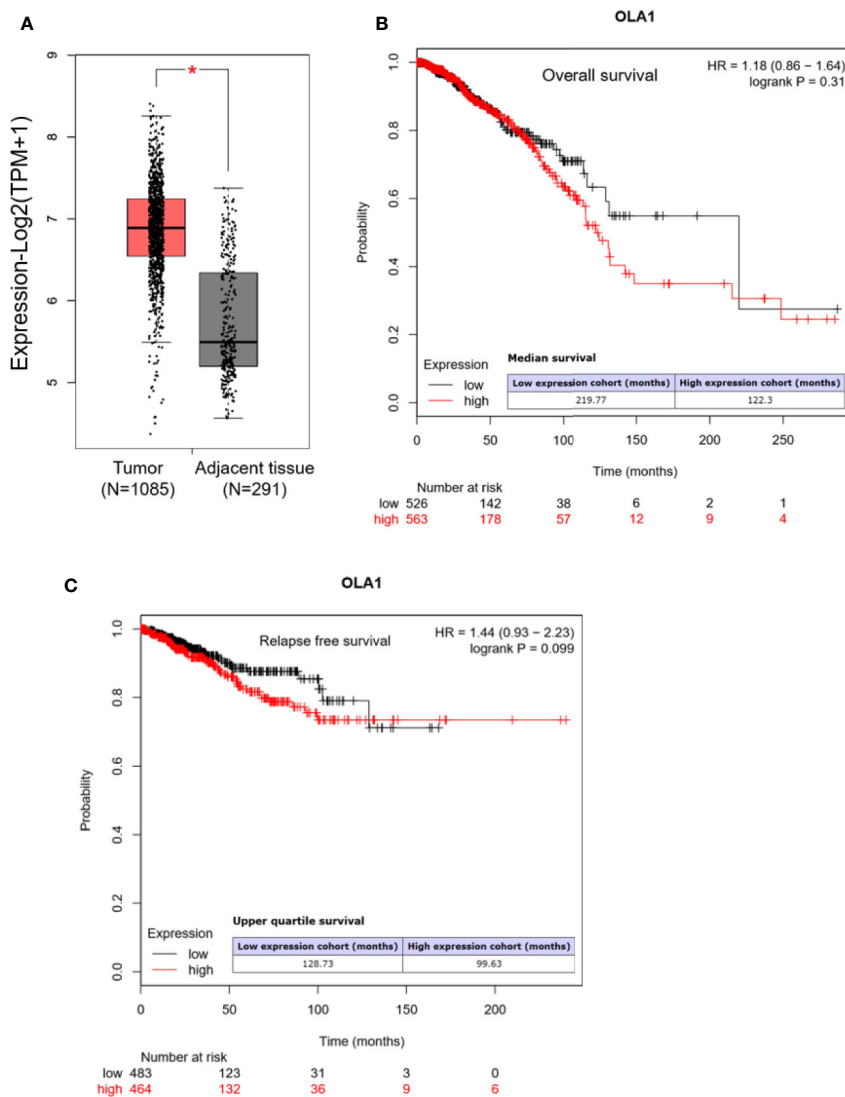 A
9
8
7
6
5
Expression-Log2(TPM+1)
*
Tumor
(N=1085)
Adjacent tissue
(N=291)
B
OLA1
Overall survival
HR = 1.18 (0.86 − 1.64)
logrank P = 0.31
1.0
0.8
0.6
0.4
0.2
0.0
Probability
Expression
low
high
Median survival
Low expression cohort (months) High expression cohort (months)
219.77 122.3
0 50 100 150 200 250
Time (months)
Number at risk
low 526 142 38 6 2 1
high 563 178 57 12 9 4
C
OLA1
Relapse free survival
HR = 1.44 (0.93 − 2.23)
logrank P = 0.099
1.0
0.8
0.6
0.4
0.2
0.0
Probability
Expression
low
high
Upper quartile survival
Low expression cohort (months) High expression cohort (months)
128.73 99.63
0 50 100 150 200
Time (months)
Number at risk
low 483 123 31 3 0
high 464 132 36 9 6